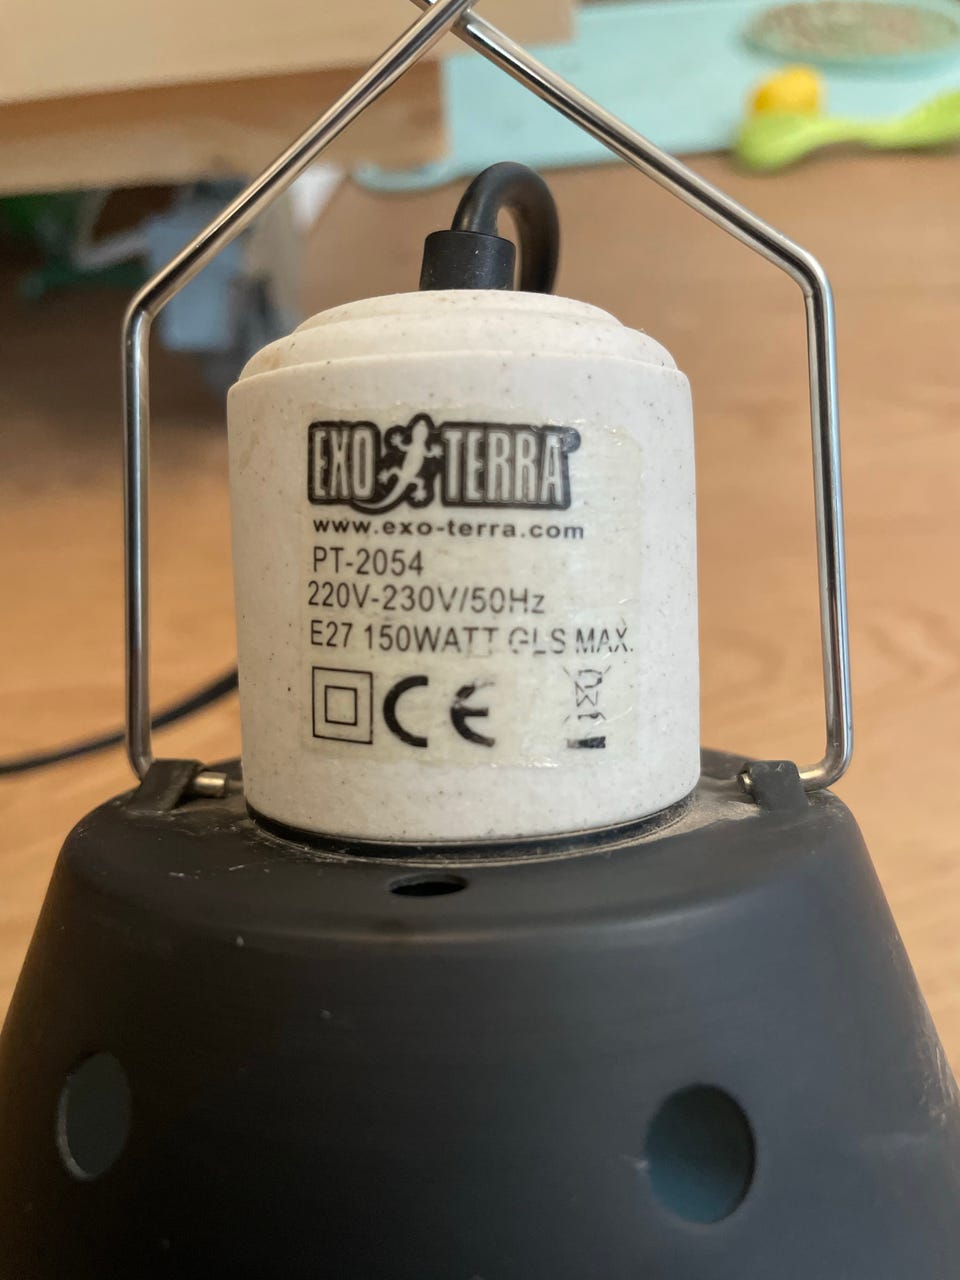 EXO TERRA
www.exo-terra.com
PT-2054
220V-230V/50Hz
E27 150WATT GLS MAX.
CE